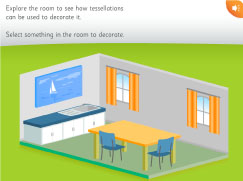 Explore the room to see how tessellations
can be used to decorate it.
Select something in the room to decorate.